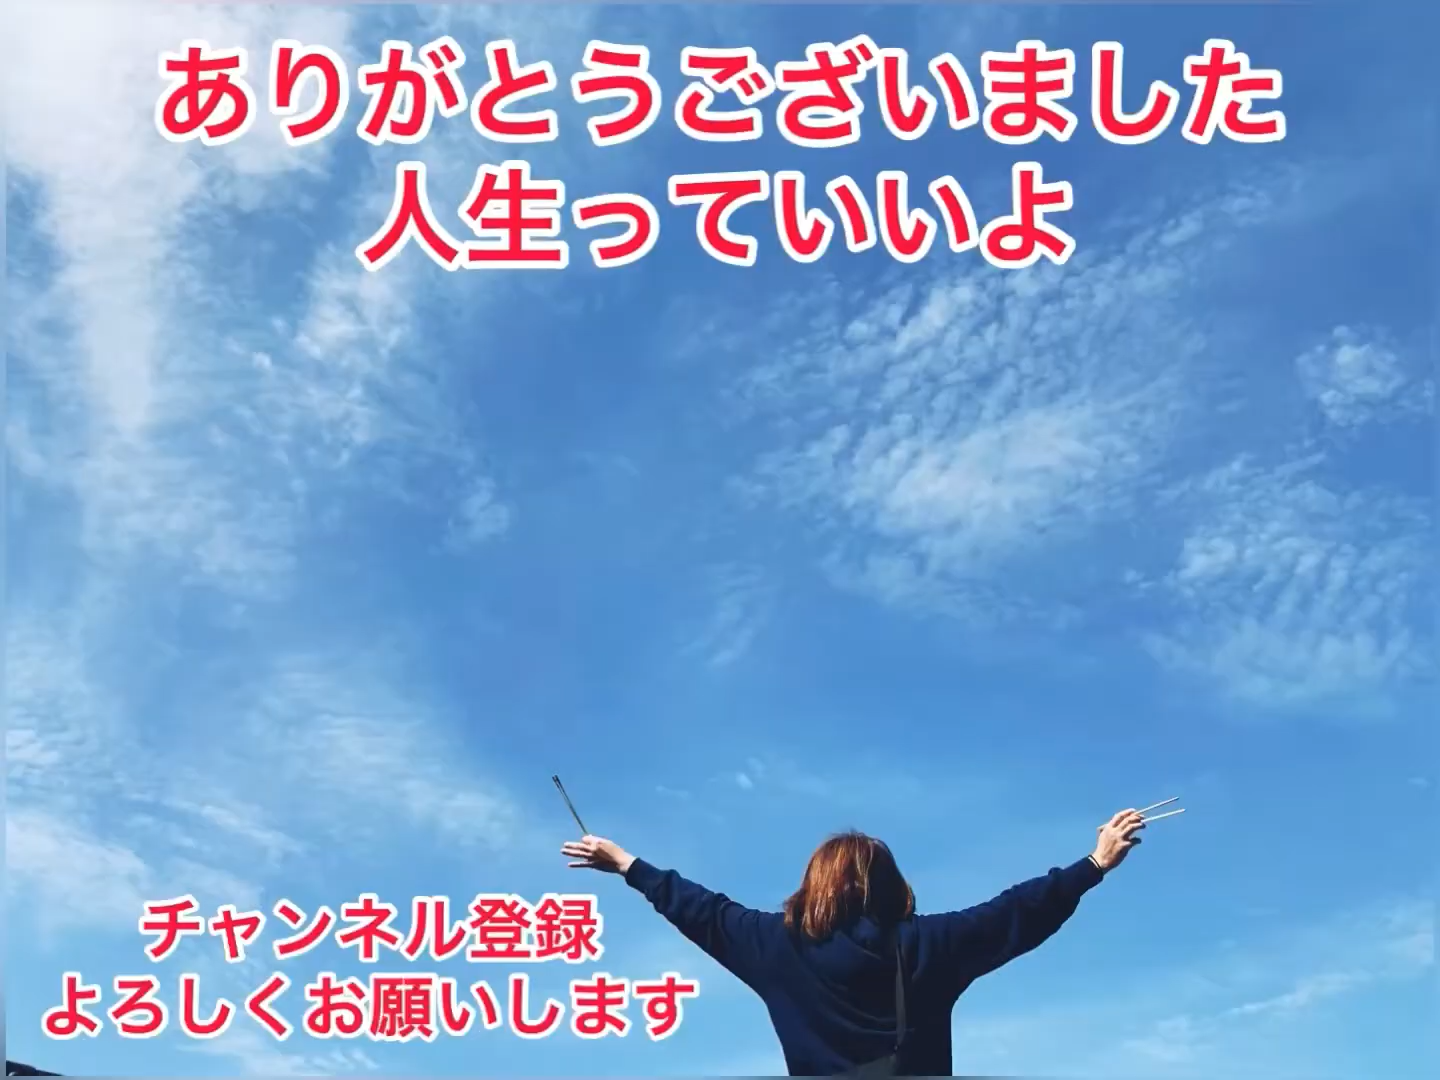 ありがとうございました
人生っていいよ
チャンネル登録
よろしくお願いします